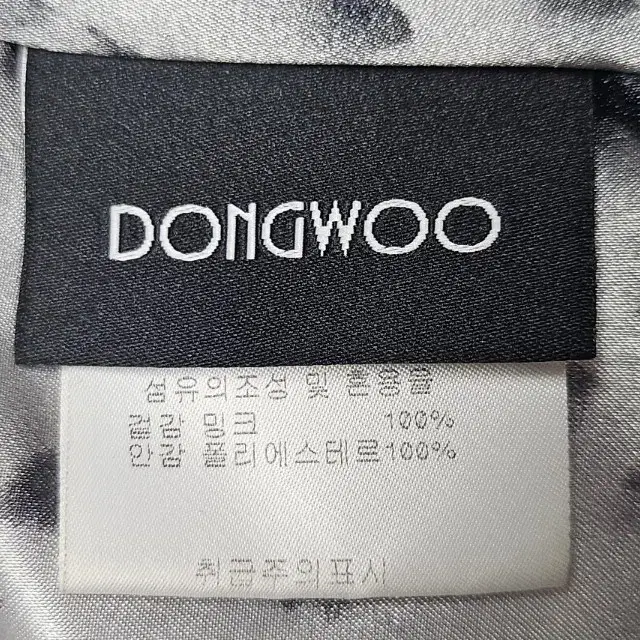 DONGWOO
섬유의조성 및 혼용율
겉감 밍크 100%
안감 폴리에스테르100%
취급주의표시